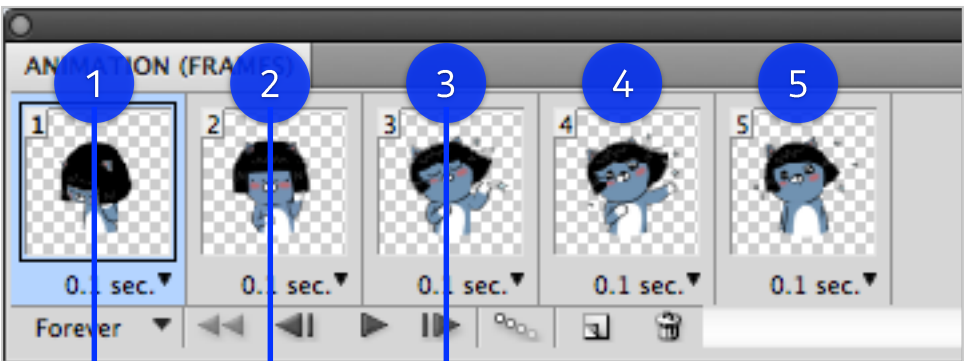 ANIMATION (FRAMES)
1 2 3 4 5
1 2 3 4 5
0.1 sec. 0.1 sec. 0.1 sec. 0.1 sec. 0.1 sec.
Forever